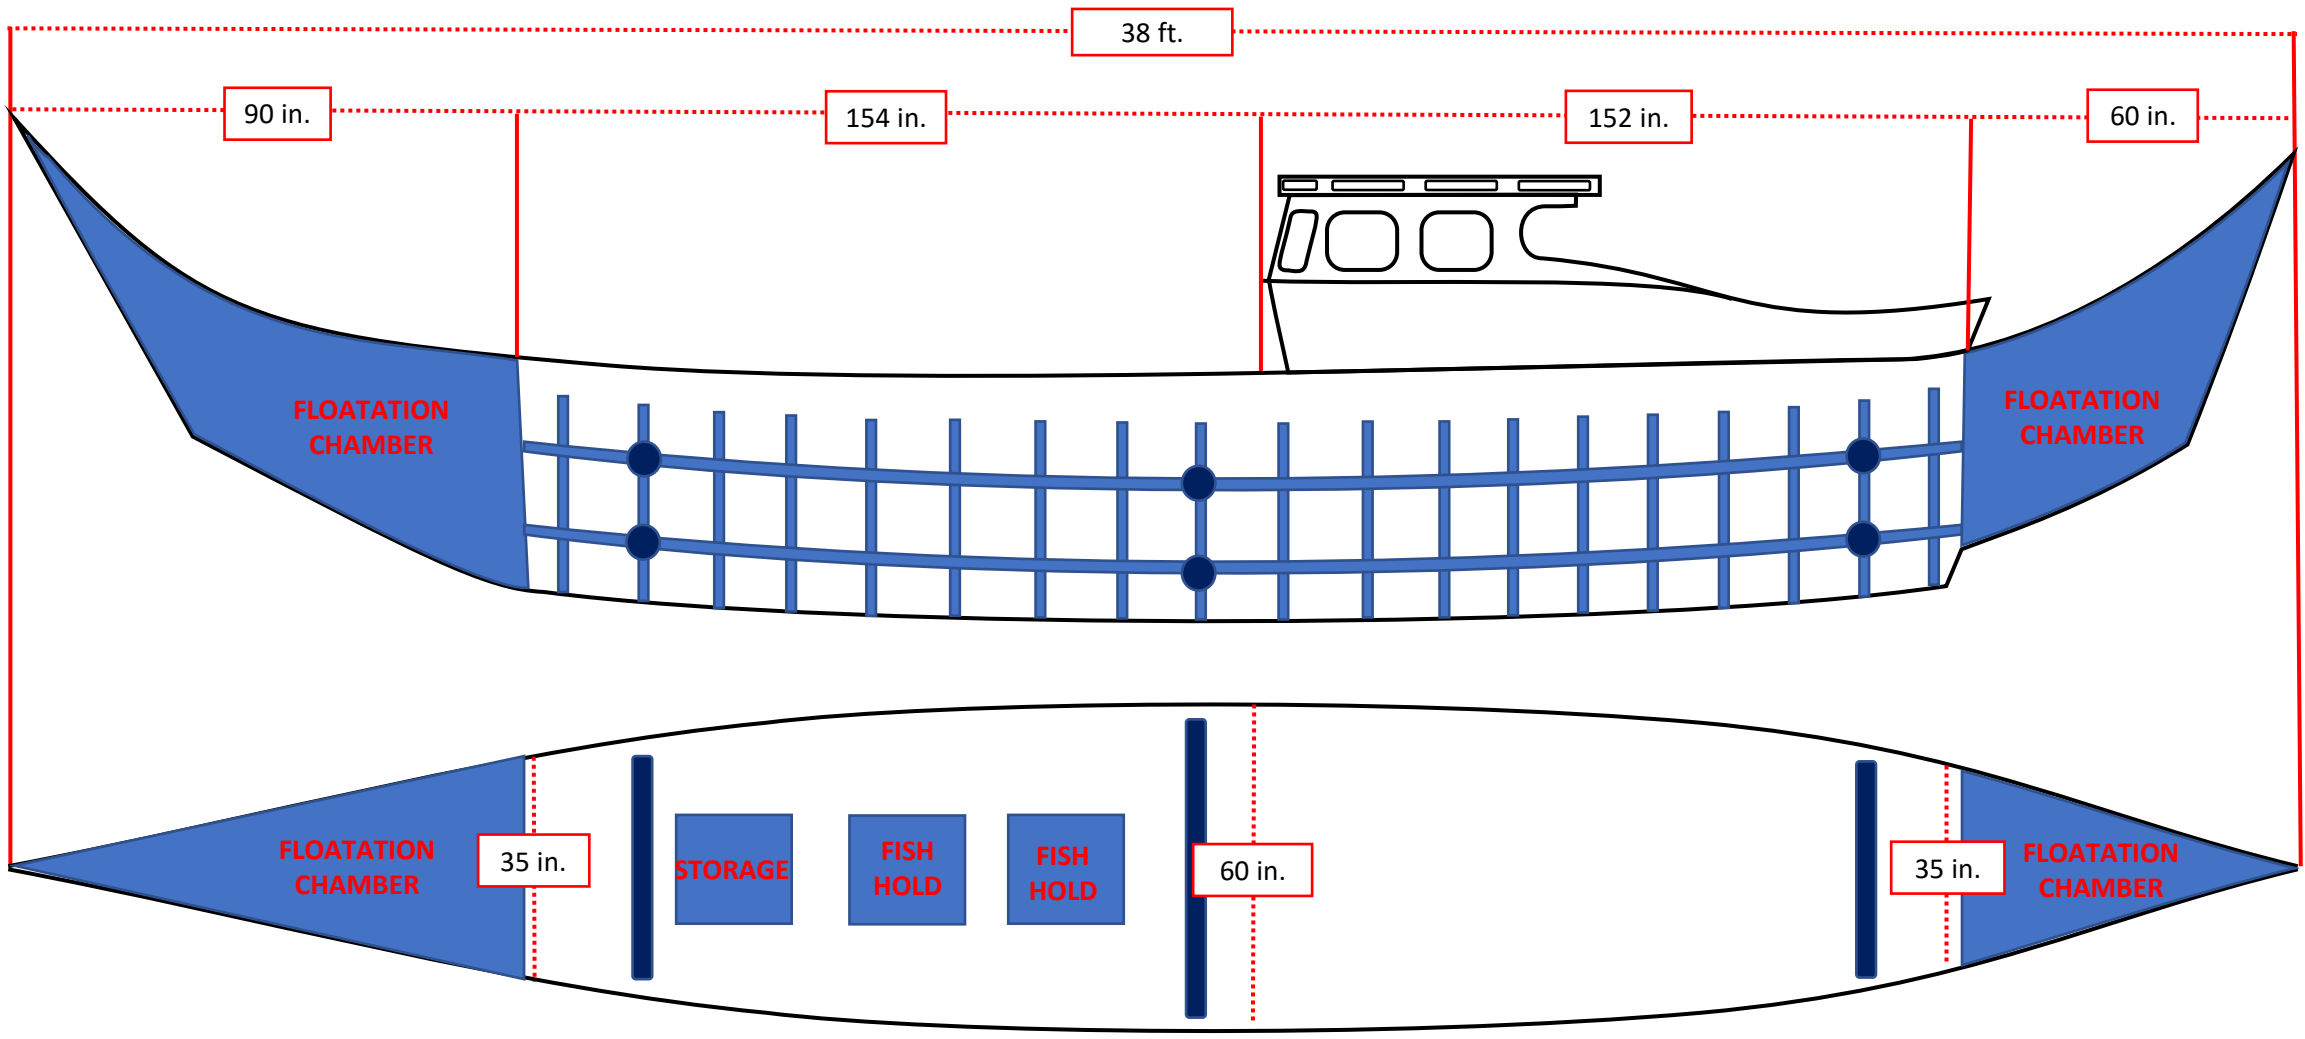 38 ft.
90 in.
154 in.
152 in.
60 in.
FLOATATION
CHAMBER
FLOATATION
CHAMBER
FLOATATION
CHAMBER
35 in.
STORAGE
FISH
HOLD
FISH
HOLD
60 in.
35 in.
FLOATATION
CHAMBER